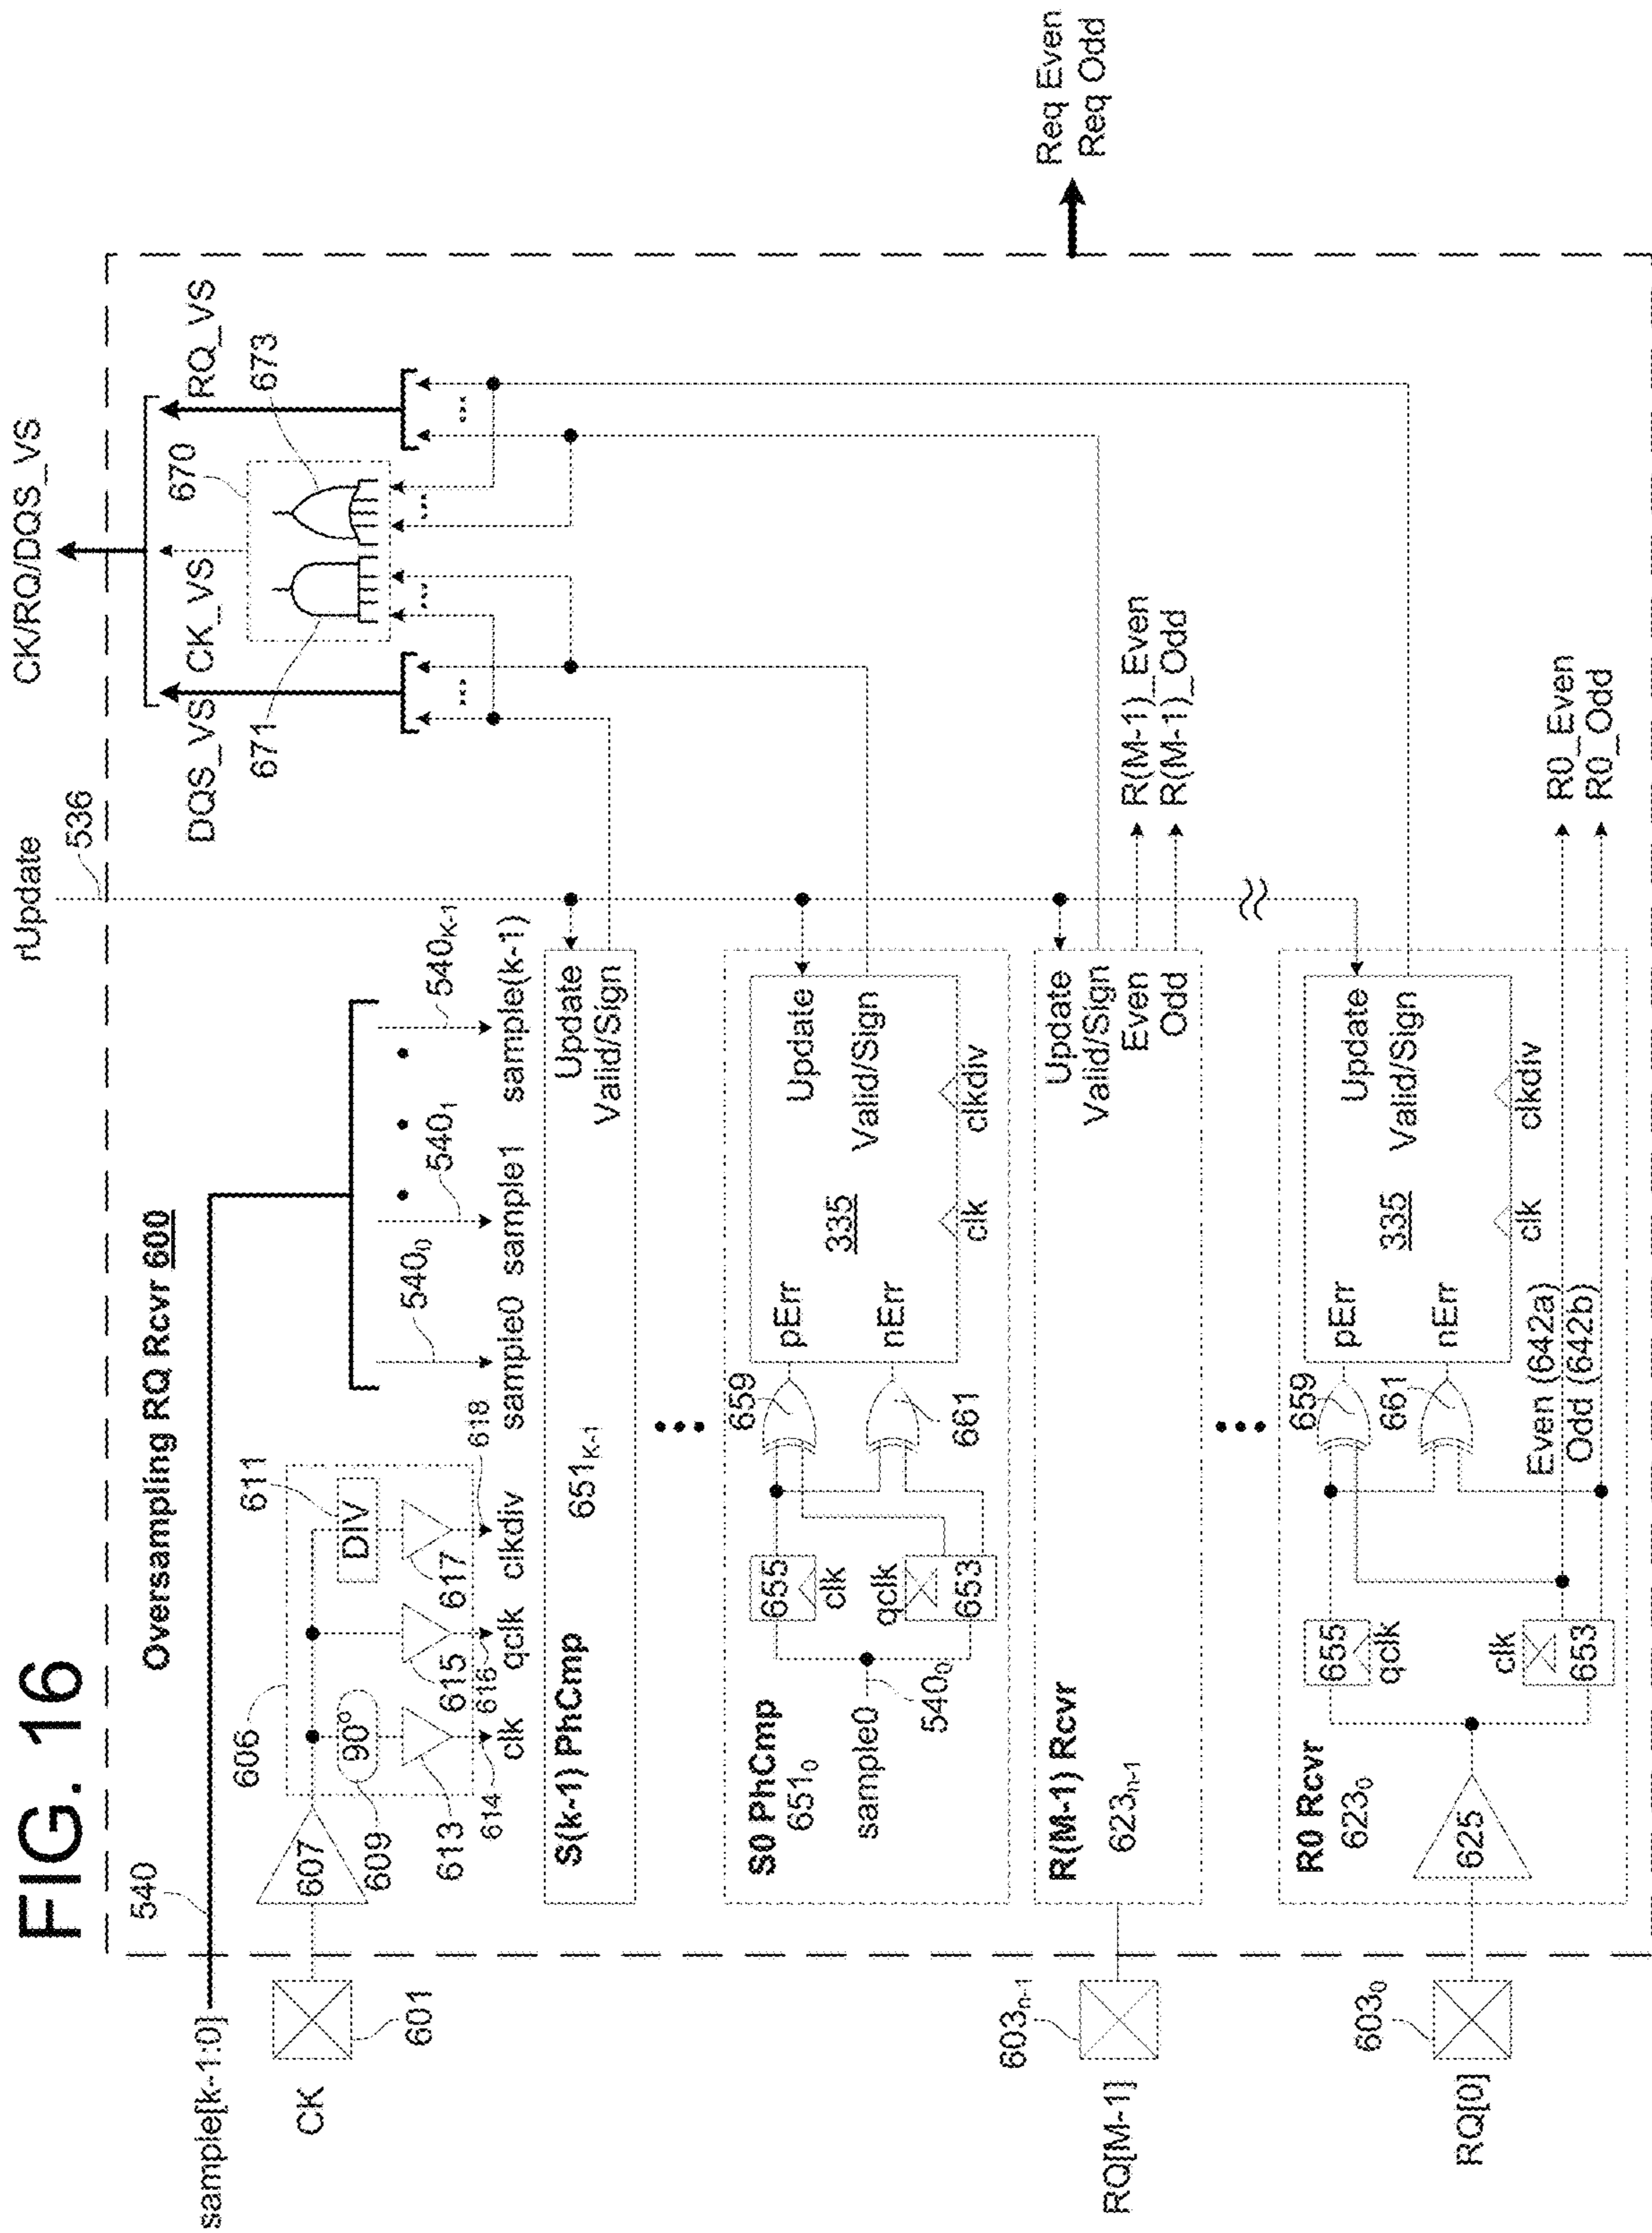 FIG. 16
sample[k-1:0]
540
rUpdate
536
CK/RQ/DQS_VS
Oversampling RQ Rcvr 600
CK
601
607
606
609
90°
611
DIV
613
615
617
614
616
618
clk
qclk
clkdiv
540₀
540₁
540K-1
sample0
sample1
sample(k-1)
DQS_VS
CK_VS
RQ_VS
670
671
673
S(k-1) PhCmp
651K-1
Update
Valid/Sign
S0 PhCmp
651₀
sample0
540₀
655
clk
qclk
653
659
661
pErr
nErr
335
Update
Valid/Sign
clk
clkdiv
RQ[M-1]
603n-1
R(M-1) Rcvr
623n-1
Update
Valid/Sign
Even
Odd
R(M-1)_Even
R(M-1)_Odd
RQ[0]
603₀
R0 Rcvr
623₀
625
655
qclk
clk
653
659
661
pErr
nErr
335
Update
Valid/Sign
clk
clkdiv
Even (642a)
Odd (642b)
R0_Even
R0_Odd
Req Even
Req Odd